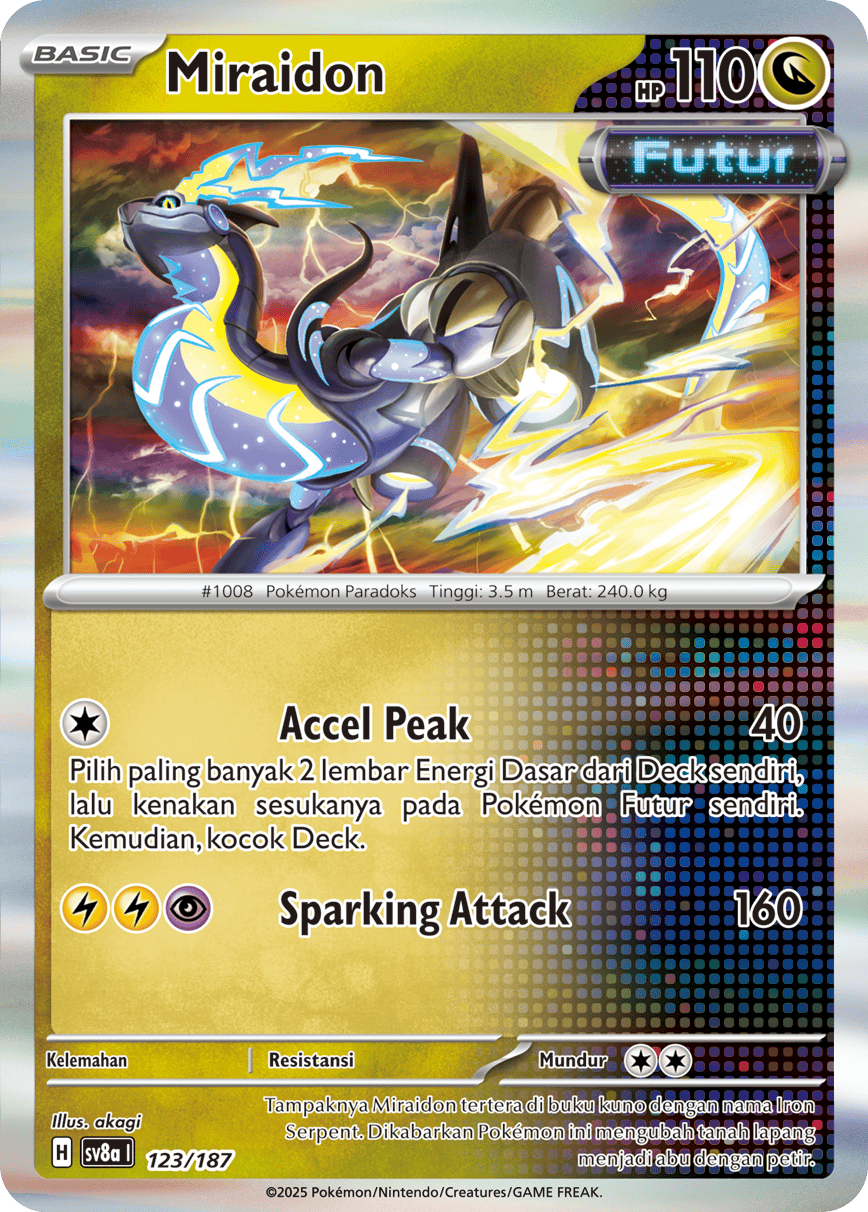 BASIC
Miraidon
HP 110
Futur
#1008 Pokémon Paradoks Tinggi: 3.5 m Berat: 240.0 kg
Accel Peak 40
Pilih paling banyak 2 lembar Energi Dasar dari Deck sendiri,
lalu kenakan sesukanya pada Pokémon Futur sendiri.
Kemudian, kocok Deck.
Sparking Attack 160
Kelemahan Resistansi Mundur
Illus. akagi
Tampaknya Miraidon tertera di buku kuno dengan nama Iron
Serpent. Dikabarkan Pokémon ini mengubah tanah lapang
menjadi abu dengan petir.
H sv8a I 123/187
©2025 Pokémon/Nintendo/Creatures/GAME FREAK.